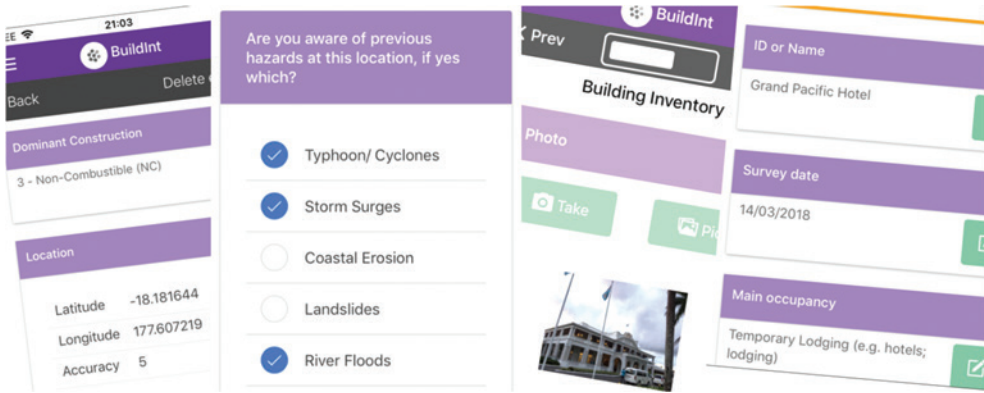 EE 21:03
BuildInt
Back Delete
Dominant Construction
3 - Non-Combustible (NC)
Location
Latitude -18.181644
Longitude 177.607219
Accuracy 5
Are you aware of previous
hazards at this location, if yes
which?
Typhoon/ Cyclones
Storm Surges
Coastal Erosion
Landslides
River Floods
BuildInt
Prev
Building Inventory
Photo
Take Pic
ID or Name
Grand Pacific Hotel
Survey date
14/03/2018
Main occupancy
Temporary Lodging (e.g. hotels;
lodging)